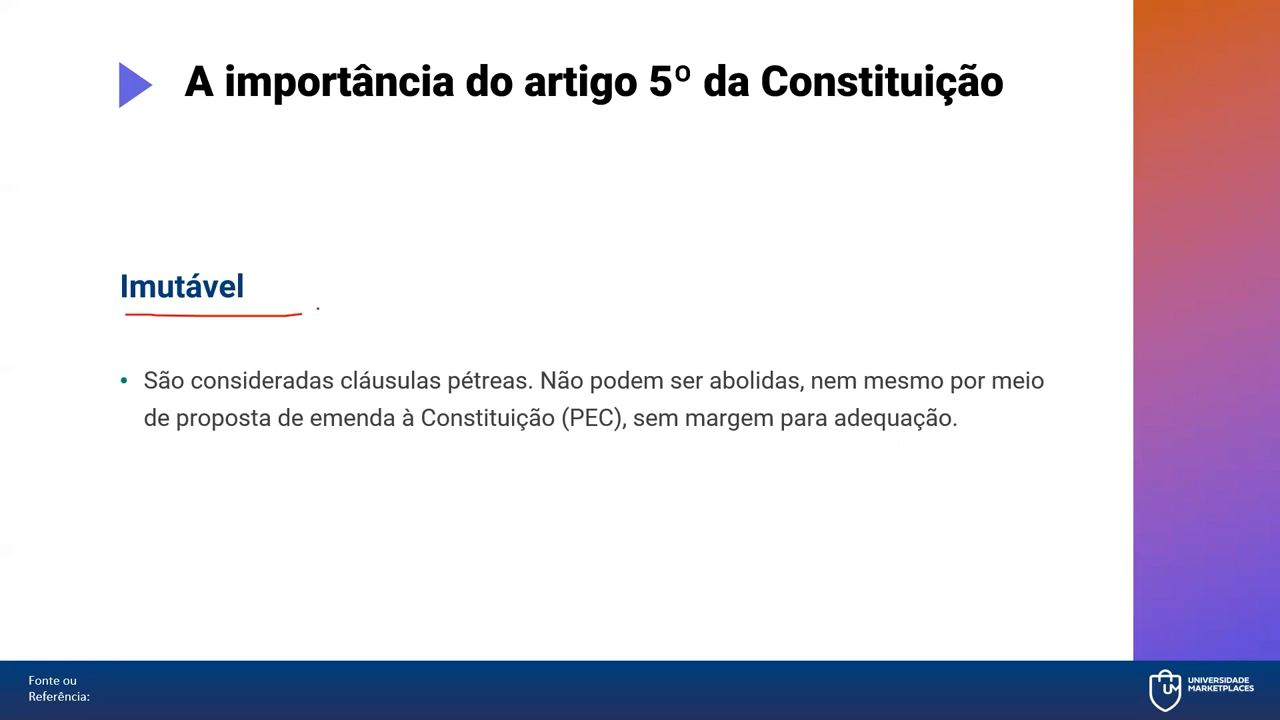 A importância do artigo 5º da Constituição
Imutável
• São consideradas cláusulas pétreas. Não podem ser abolidas, nem mesmo por meio
de proposta de emenda à Constituição (PEC), sem margem para adequação.
Fonte ou
Referência:
UM
UNIVERSIDADE
MARKETPLACES